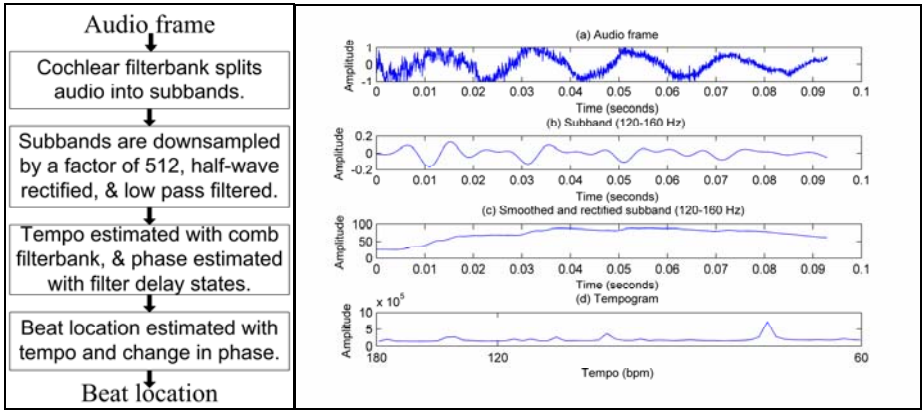 Audio frame
Cochlear filterbank splits
audio into subbands.
Subbands are downsampled
by a factor of 512, half-wave
rectified, & low pass filtered.
Tempo estimated with comb
filterbank, & phase estimated
with filter delay states.
Beat location estimated with
tempo and change in phase.
Beat location
(a) Audio frame
Amplitude
1
0
-1
0 0.01 0.02 0.03 0.04 0.05 0.06 0.07 0.08 0.09 0.1
Time (seconds)
(b) Subband (120-160 Hz)
Amplitude
0.2
0
-0.2
0 0.01 0.02 0.03 0.04 0.05 0.06 0.07 0.08 0.09 0.1
Time (seconds)
(c) Smoothed and rectified subband (120-160 Hz)
Amplitude
100
50
0
0 0.01 0.02 0.03 0.04 0.05 0.06 0.07 0.08 0.09 0.1
Time (seconds)
(d) Tempogram
x 10^5
Amplitude
10
5
0
180 120 60
Tempo (bpm)